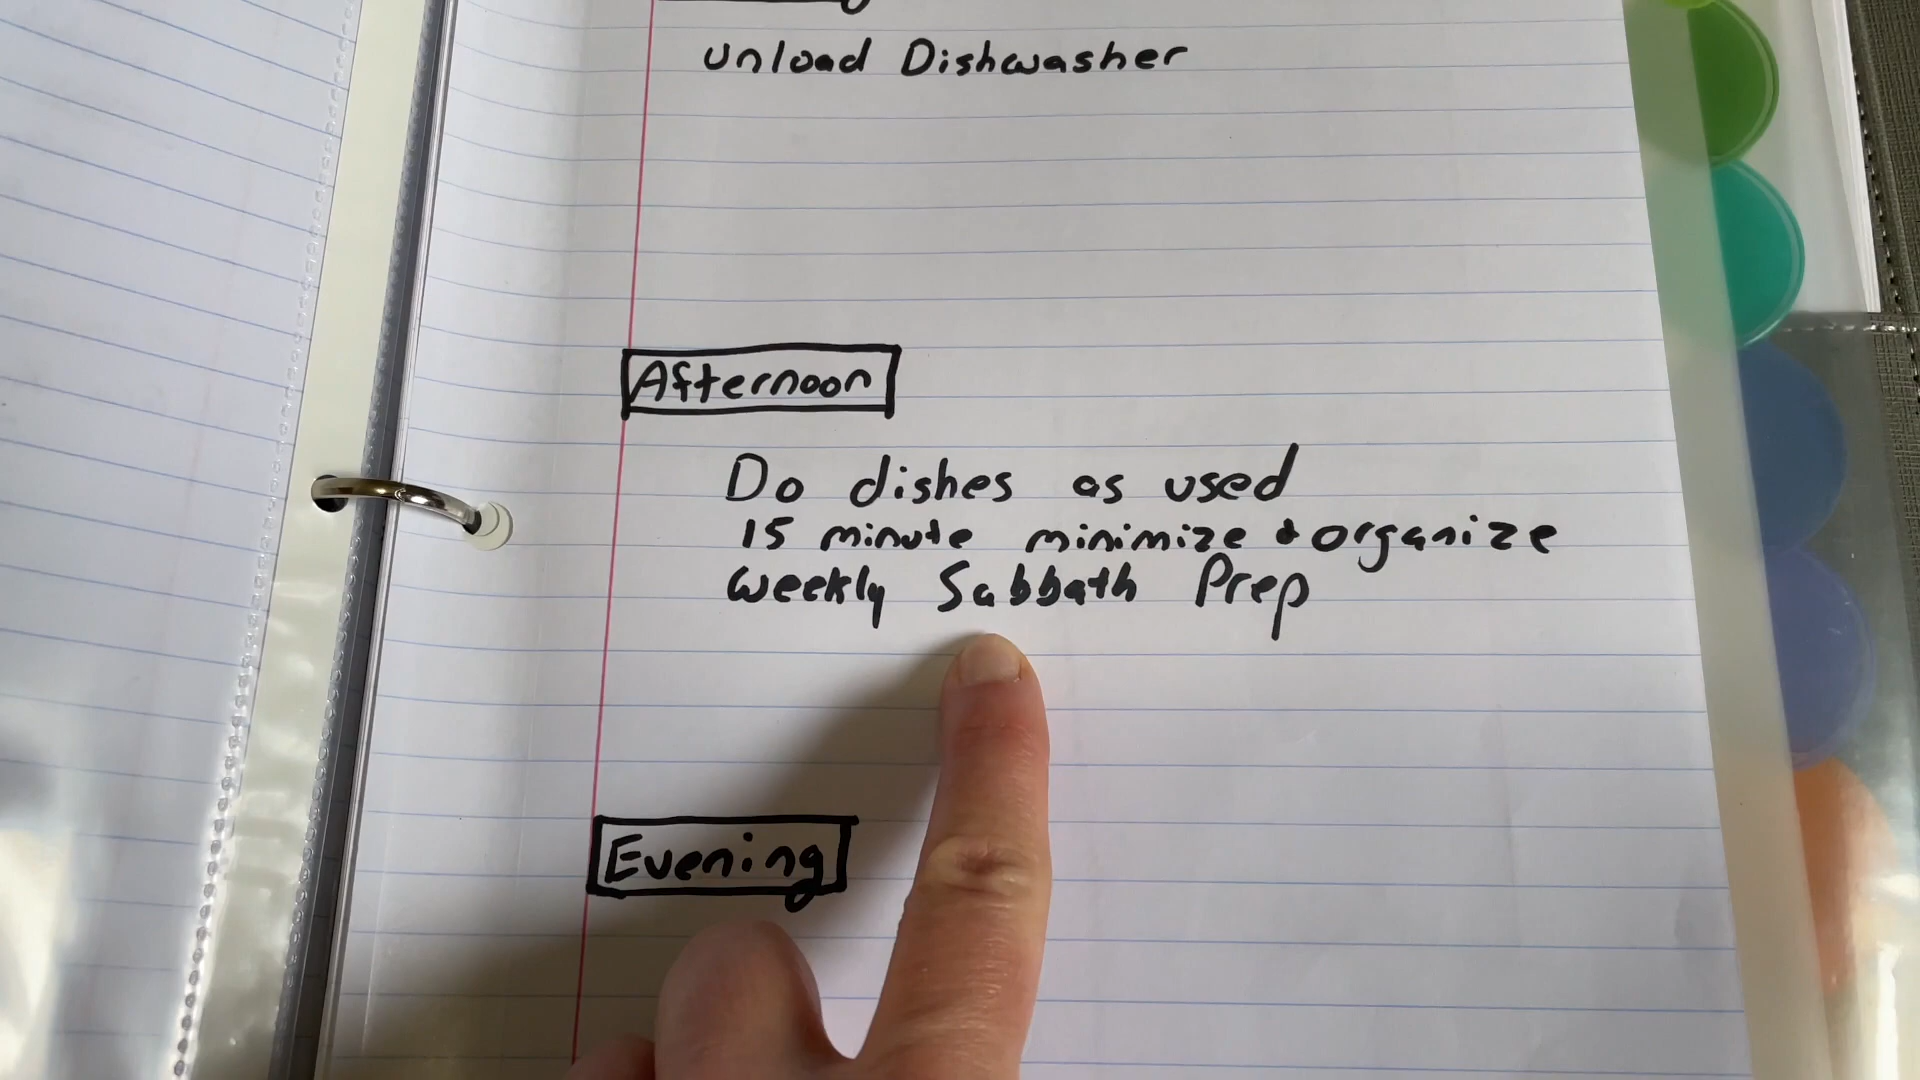 unload Dishwasher
Afternoon
Do dishes as used
15 minute minimize & organize
weekly Sabbath Prep
Evening